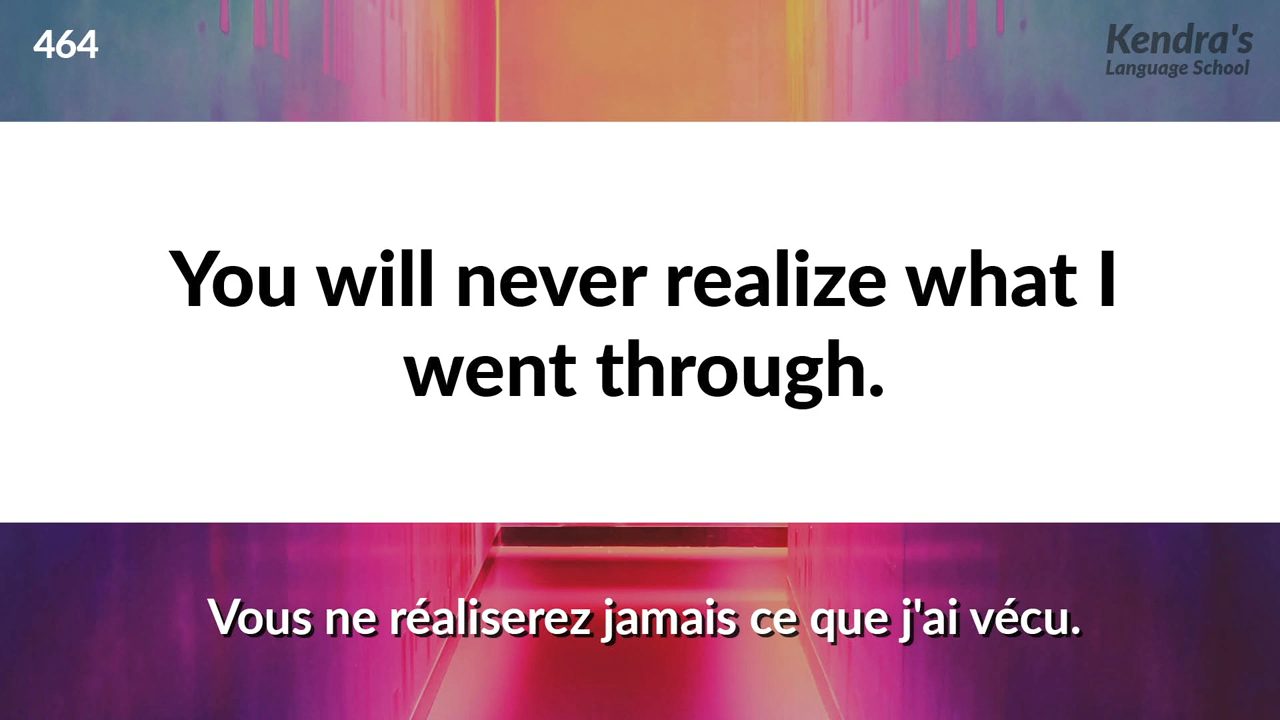 464
Kendra's
Language School
You will never realize what I
went through.
Vous ne réaliserez jamais ce que j'ai vécu.